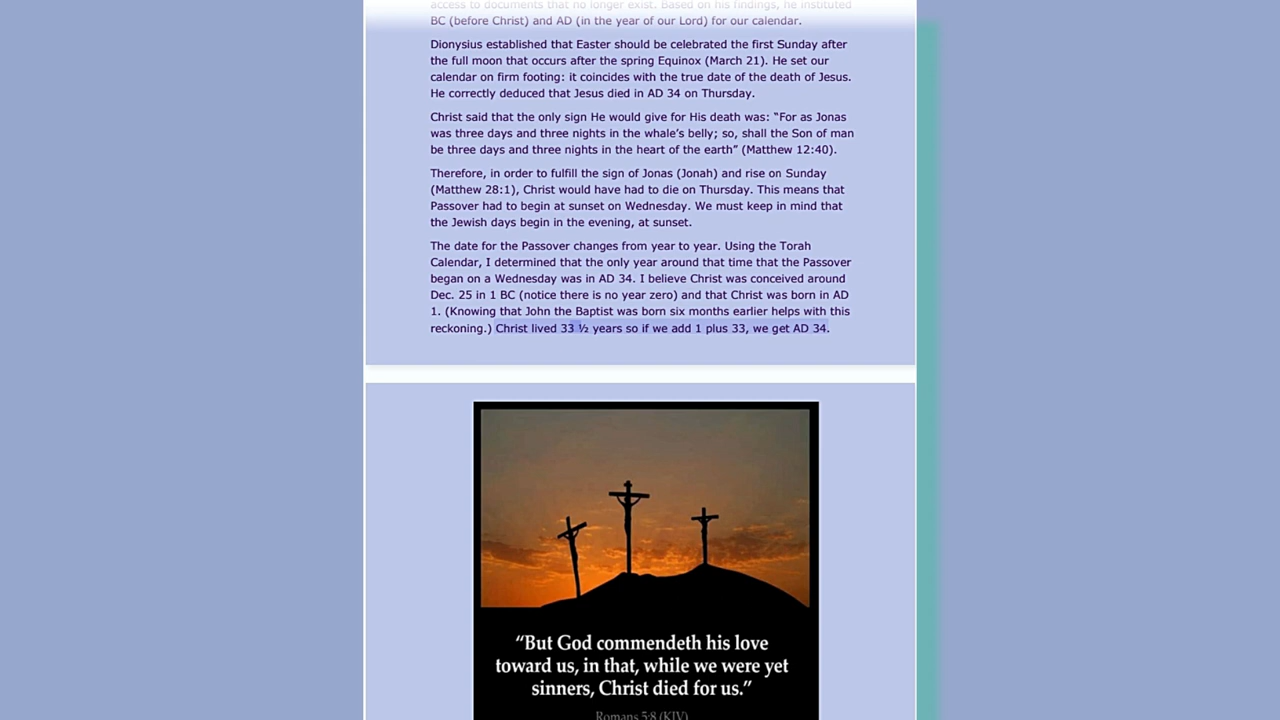 access to documents that no longer exist. Based on his findings, he instituted
BC (before Christ) and AD (in the year of our Lord) for our calendar.
Dionysius established that Easter should be celebrated the first Sunday after
the full moon that occurs after the spring Equinox (March 21). He set our
calendar on firm footing: it coincides with the true date of the death of Jesus.
He correctly deduced that Jesus died in AD 34 on Thursday.
Christ said that the only sign He would give for His death was: “For as Jonas
was three days and three nights in the whale’s belly; so, shall the Son of man
be three days and three nights in the heart of the earth” (Matthew 12:40).
Therefore, in order to fulfill the sign of Jonas (Jonah) and rise on Sunday
(Matthew 28:1), Christ would have had to die on Thursday. This means that
Passover had to begin at sunset on Wednesday. We must keep in mind that
the Jewish days begin in the evening, at sunset.
The date for the Passover changes from year to year. Using the Torah
Calendar, I determined that the only year around that time that the Passover
began on a Wednesday was in AD 34. I believe Christ was conceived around
Dec. 25 in 1 BC (notice there is no year zero) and that Christ was born in AD
1. (Knowing that John the Baptist was born six months earlier helps with this
reckoning.) Christ lived 33 ½ years so if we add 1 plus 33, we get AD 34.
“But God commendeth his love
toward us, in that, while we were yet
sinners, Christ died for us.”
Romans 5:8 (KJV)